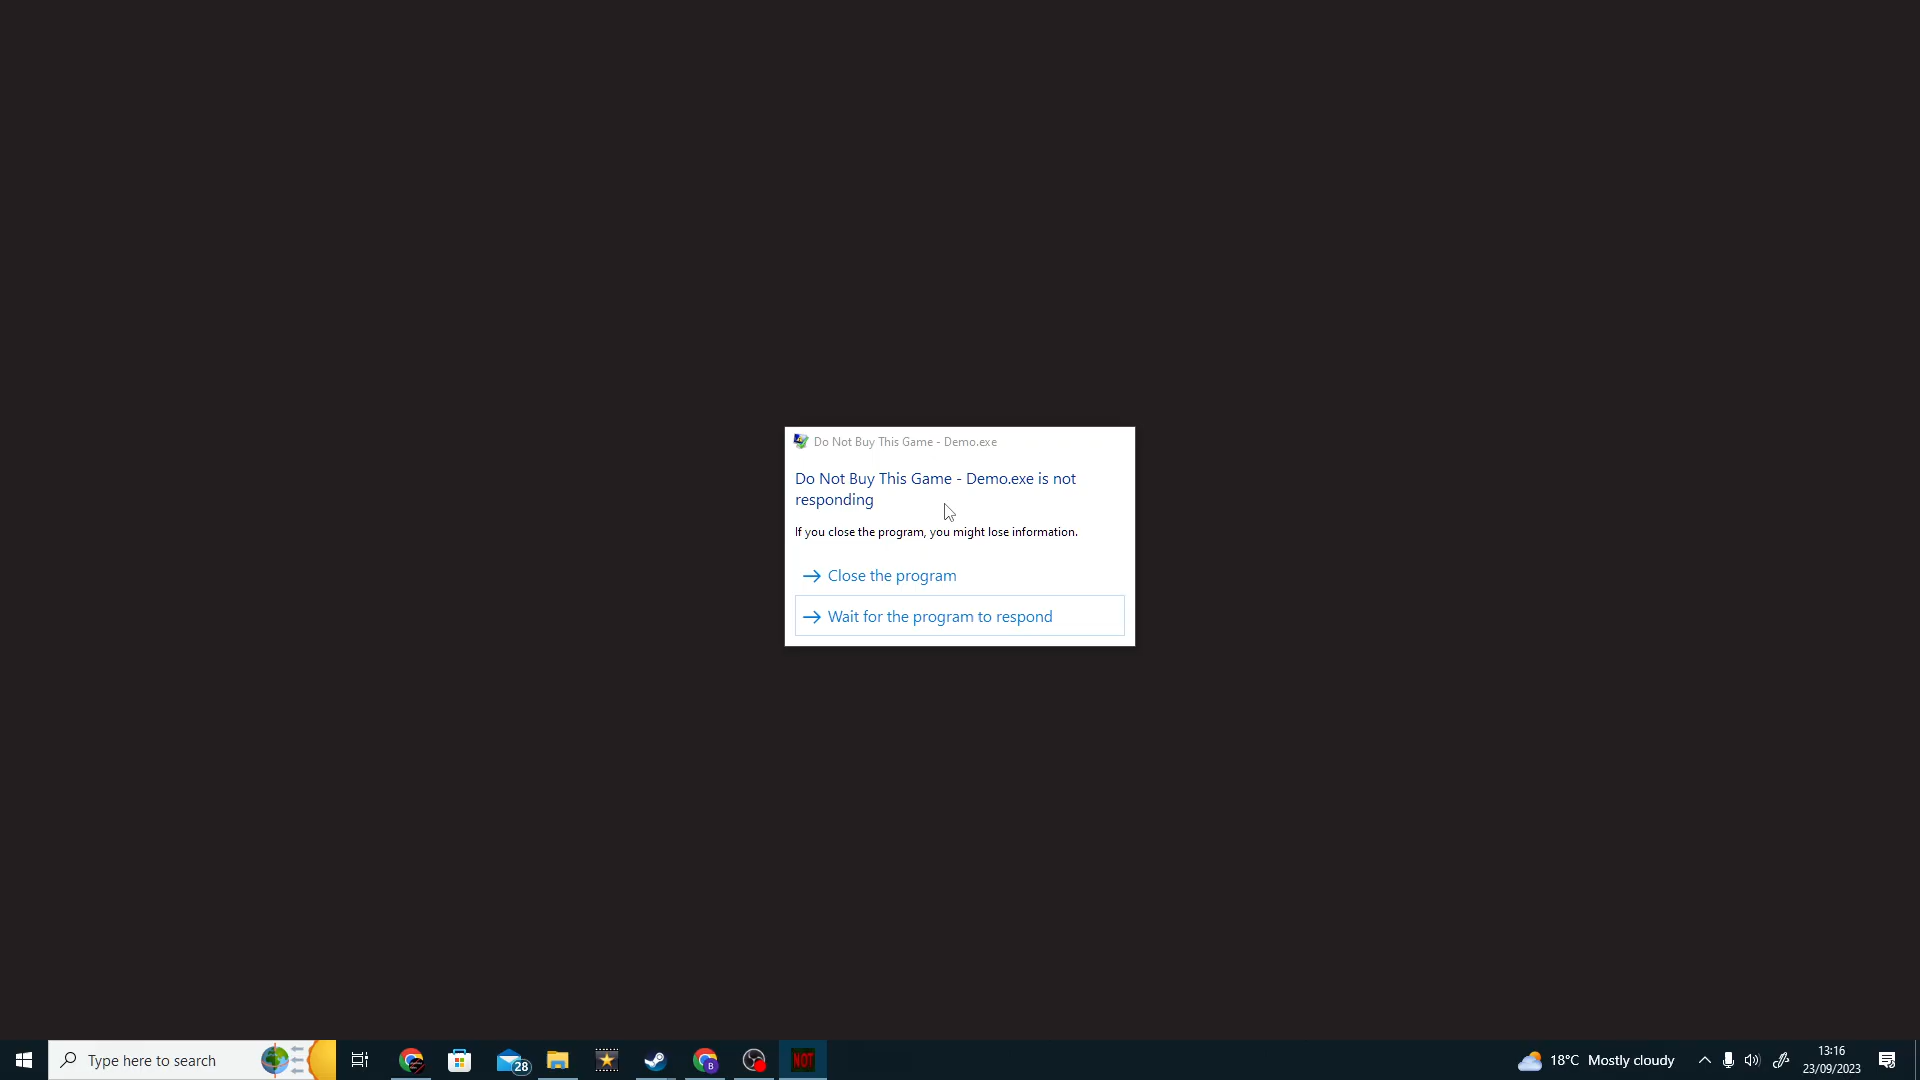 Do Not Buy This Game - Demo.exe
Do Not Buy This Game - Demo.exe is not
responding
If you close the program, you might lose information.
Close the program
Wait for the program to respond
Type here to search
28
B
NOT
18°C Mostly cloudy
13:16
23/09/2023